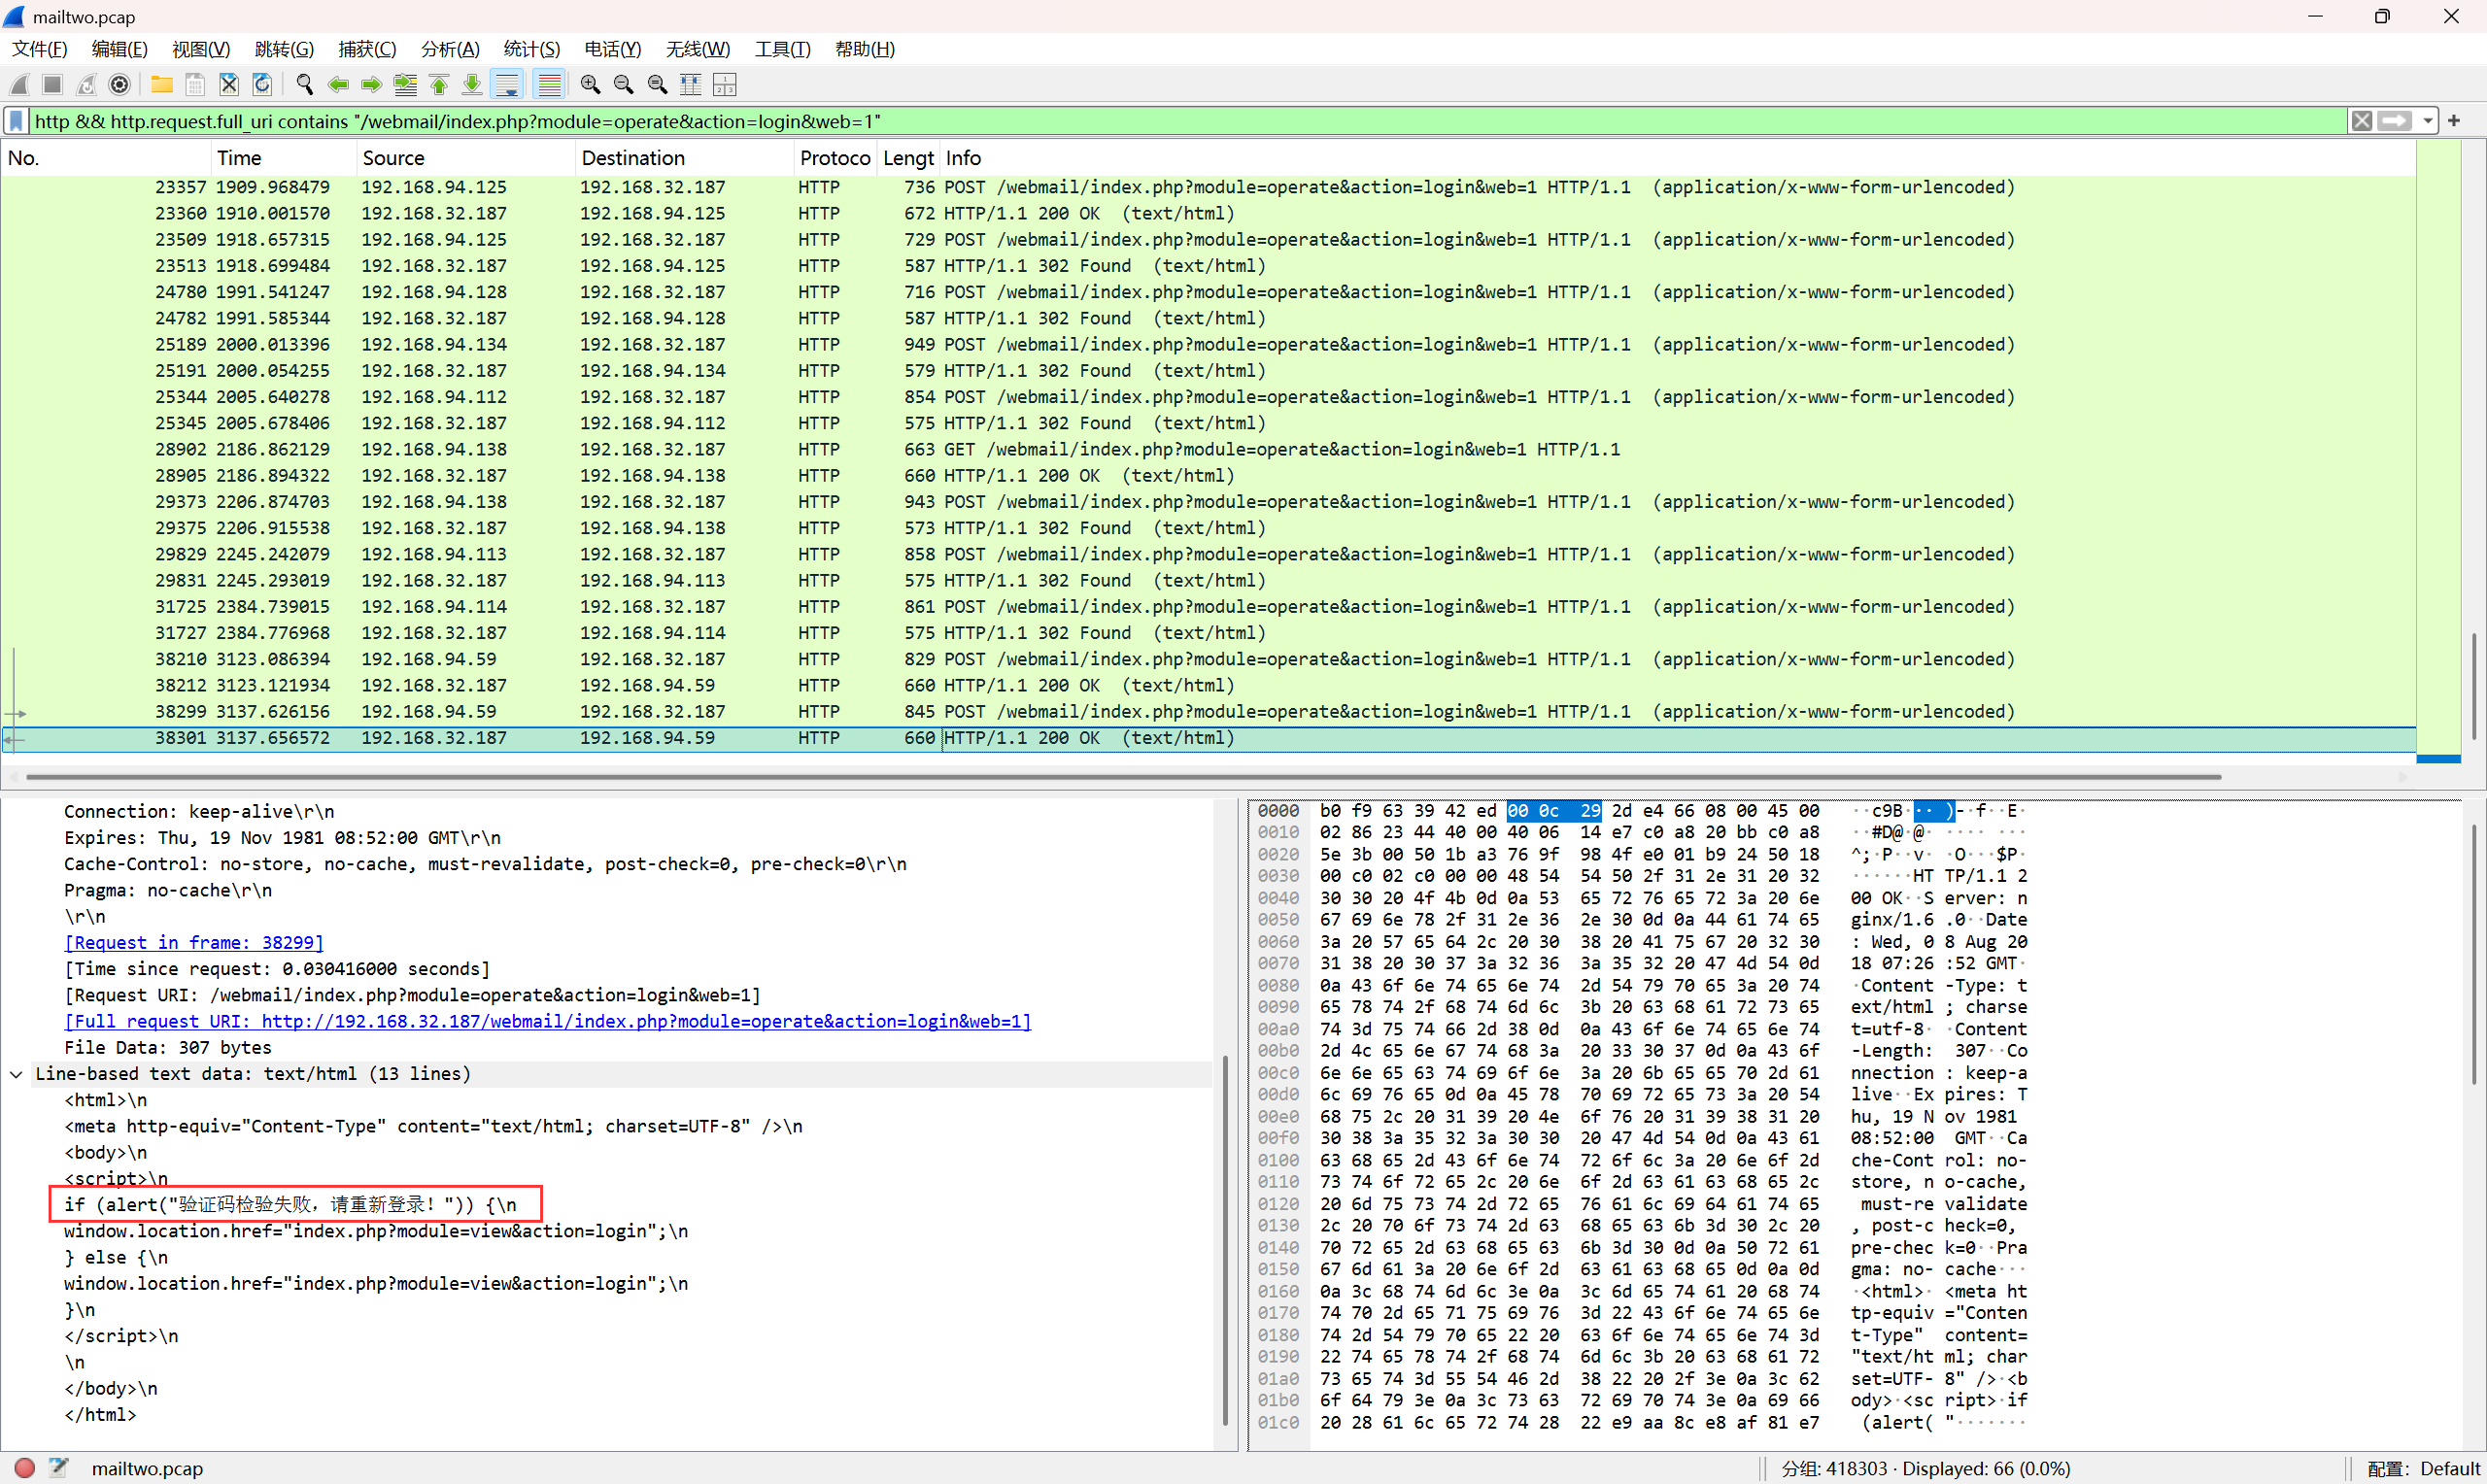 mailtwo.pcap
文件(F) 编辑(E) 视图(V) 跳转(G) 捕获(C) 分析(A) 统计(S) 电话(Y) 无线(W) 工具(T) 帮助(H)
http && http.request.full_uri contains "/webmail/index.php?module=operate&action=login&web=1"
No. Time Source Destination Protoco Lengt Info
23357 1909.968479 192.168.94.125 192.168.32.187 HTTP 736 POST /webmail/index.php?module=operate&action=login&web=1 HTTP/1.1 (application/x-www-form-urlencoded)
23360 1910.001570 192.168.32.187 192.168.94.125 HTTP 672 HTTP/1.1 200 OK (text/html)
23509 1918.657315 192.168.94.125 192.168.32.187 HTTP 729 POST /webmail/index.php?module=operate&action=login&web=1 HTTP/1.1 (application/x-www-form-urlencoded)
23513 1918.699484 192.168.32.187 192.168.94.125 HTTP 587 HTTP/1.1 302 Found (text/html)
24780 1991.541247 192.168.94.128 192.168.32.187 HTTP 716 POST /webmail/index.php?module=operate&action=login&web=1 HTTP/1.1 (application/x-www-form-urlencoded)
24782 1991.585344 192.168.32.187 192.168.94.128 HTTP 587 HTTP/1.1 302 Found (text/html)
25189 2000.013396 192.168.94.134 192.168.32.187 HTTP 949 POST /webmail/index.php?module=operate&action=login&web=1 HTTP/1.1 (application/x-www-form-urlencoded)
25191 2000.054255 192.168.32.187 192.168.94.134 HTTP 579 HTTP/1.1 302 Found (text/html)
25344 2005.640278 192.168.94.112 192.168.32.187 HTTP 854 POST /webmail/index.php?module=operate&action=login&web=1 HTTP/1.1 (application/x-www-form-urlencoded)
25345 2005.678406 192.168.32.187 192.168.94.112 HTTP 575 HTTP/1.1 302 Found (text/html)
28902 2186.862129 192.168.94.138 192.168.32.187 HTTP 663 GET /webmail/index.php?module=operate&action=login&web=1 HTTP/1.1
28905 2186.894322 192.168.32.187 192.168.94.138 HTTP 660 HTTP/1.1 200 OK (text/html)
29373 2206.874703 192.168.94.138 192.168.32.187 HTTP 943 POST /webmail/index.php?module=operate&action=login&web=1 HTTP/1.1 (application/x-www-form-urlencoded)
29375 2206.915538 192.168.32.187 192.168.94.138 HTTP 573 HTTP/1.1 302 Found (text/html)
29829 2245.242079 192.168.94.113 192.168.32.187 HTTP 858 POST /webmail/index.php?module=operate&action=login&web=1 HTTP/1.1 (application/x-www-form-urlencoded)
29831 2245.293019 192.168.32.187 192.168.94.113 HTTP 575 HTTP/1.1 302 Found (text/html)
31725 2384.739015 192.168.94.114 192.168.32.187 HTTP 861 POST /webmail/index.php?module=operate&action=login&web=1 HTTP/1.1 (application/x-www-form-urlencoded)
31727 2384.776968 192.168.32.187 192.168.94.114 HTTP 575 HTTP/1.1 302 Found (text/html)
38210 3123.086394 192.168.94.59 192.168.32.187 HTTP 829 POST /webmail/index.php?module=operate&action=login&web=1 HTTP/1.1 (application/x-www-form-urlencoded)
38212 3123.121934 192.168.32.187 192.168.94.59 HTTP 660 HTTP/1.1 200 OK (text/html)
38299 3137.626156 192.168.94.59 192.168.32.187 HTTP 845 POST /webmail/index.php?module=operate&action=login&web=1 HTTP/1.1 (application/x-www-form-urlencoded)
38301 3137.656572 192.168.32.187 192.168.94.59 HTTP 660 HTTP/1.1 200 OK (text/html)
Connection: keep-alive\r\n
Expires: Thu, 19 Nov 1981 08:52:00 GMT\r\n
Cache-Control: no-store, no-cache, must-revalidate, post-check=0, pre-check=0\r\n
Pragma: no-cache\r\n
\r\n
[Request in frame: 38299]
[Time since request: 0.030416000 seconds]
[Request URI: /webmail/index.php?module=operate&action=login&web=1]
[Full request URI: http://192.168.32.187/webmail/index.php?module=operate&action=login&web=1]
File Data: 307 bytes
Line-based text data: text/html (13 lines)
<html>\n
<meta http-equiv="Content-Type" content="text/html; charset=UTF-8" />\n
<body>\n
<script>\n
if (alert("验证码检验失败，请重新登录！")) {\n
window.location.href="index.php?module=view&action=login";\n
} else {\n
window.location.href="index.php?module=view&action=login";\n
}\n
</script>\n
\n
</body>\n
</html>
0000 b0 f9 63 39 42 ed 00 0c 29 2d e4 66 08 00 45 00 ··c9B··· )-·f··E·
0010 02 86 23 44 40 00 40 06 14 e7 c0 a8 20 bb c0 a8 ··#D@·@· ···· ···
0020 5e 3b 00 50 1b a3 76 9f 98 4f e0 01 b9 24 50 18 ^;·P··v· ·O···$P·
0030 00 c0 02 c0 00 00 48 54 54 50 2f 31 2e 31 20 32 ······HT TP/1.1 2
0040 30 30 20 4f 4b 0d 0a 53 65 72 76 65 72 3a 20 6e 00 OK··S erver: n
0050 67 69 6e 78 2f 31 2e 36 2e 30 0d 0a 44 61 74 65 ginx/1.6 .0··Date
0060 3a 20 57 65 64 2c 20 30 38 20 41 75 67 20 32 30 : Wed, 0 8 Aug 20
0070 31 38 20 30 37 3a 32 36 3a 35 32 20 47 4d 54 0d 18 07:26 :52 GMT·
0080 0a 43 6f 6e 74 65 6e 74 2d 54 79 70 65 3a 20 74 ·Content -Type: t
0090 65 78 74 2f 68 74 6d 6c 3b 20 63 68 61 72 73 65 ext/html ; charse
00a0 74 3d 75 74 66 2d 38 0d 0a 43 6f 6e 74 65 6e 74 t=utf-8· ·Content
00b0 2d 4c 65 6e 67 74 68 3a 20 33 30 37 0d 0a 43 6f -Length: 307··Co
00c0 6e 6e 65 63 74 69 6f 6e 3a 20 6b 65 65 70 2d 61 nnection : keep-a
00d0 6c 69 76 65 0d 0a 45 78 70 69 72 65 73 3a 20 54 live··Ex pires: T
00e0 68 75 2c 20 31 39 20 4e 6f 76 20 31 39 38 31 20 hu, 19 N ov 1981
00f0 30 38 3a 35 32 3a 30 30 20 47 4d 54 0d 0a 43 61 08:52:00 GMT··Ca
0100 63 68 65 2d 43 6f 6e 74 72 6f 6c 3a 20 6e 6f 2d che-Cont rol: no-
0110 73 74 6f 72 65 2c 20 6e 6f 2d 63 61 63 68 65 2c store, n o-cache,
0120 20 6d 75 73 74 2d 72 65 76 61 6c 69 64 61 74 65 must-re validate
0130 2c 20 70 6f 73 74 2d 63 68 65 63 6b 3d 30 2c 20 , post-c heck=0,
0140 70 72 65 2d 63 68 65 63 6b 3d 30 0d 0a 50 72 61 pre-chec k=0··Pra
0150 67 6d 61 3a 20 6e 6f 2d 63 61 63 68 65 0d 0a 0d gma: no- cache···
0160 0a 3c 68 74 6d 6c 3e 0a 3c 6d 65 74 61 20 68 74 ·<html>· <meta ht
0170 74 70 2d 65 71 75 69 76 3d 22 43 6f 6e 74 65 6e tp-equiv ="Conten
0180 74 2d 54 79 70 65 22 20 63 6f 6e 74 65 6e 74 3d t-Type" content=
0190 22 74 65 78 74 2f 68 74 6d 6c 3b 20 63 68 61 72 "text/ht ml; char
01a0 73 65 74 3d 55 54 46 2d 38 22 20 2f 3e 0a 3c 62 set=UTF- 8" />·<b
01b0 6f 64 79 3e 0a 3c 73 63 72 69 70 74 3e 0a 69 66 ody>·<sc ript>·if
01c0 20 28 61 6c 65 72 74 28 22 e9 aa 8c e8 af 81 e7 (alert( "·······
mailtwo.pcap 分组: 418303 · Displayed: 66 (0.0%) 配置: Default